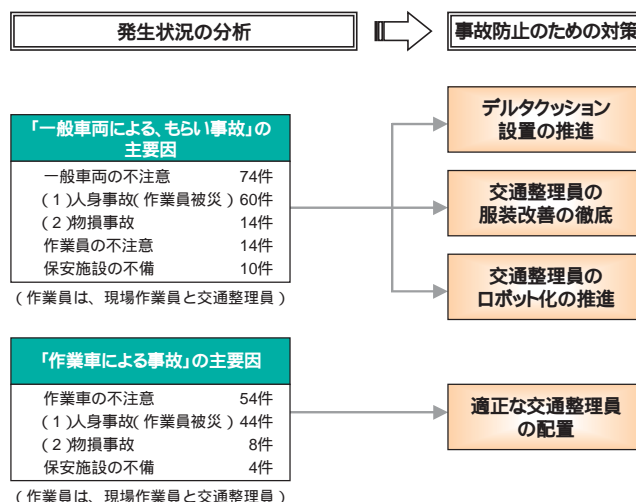 発生状況の分析
事故防止のための対策
「一般車両による、もらい事故」の
主要因
一般車両の不注意 74件
(1)人身事故(作業員被災) 60件
(2)物損事故 14件
作業員の不注意 14件
保安施設の不備 10件
(作業員は、現場作業員と交通整理員)
デルタクッション
設置の推進
交通整理員の
服装改善の徹底
交通整理員の
ロボット化の推進
「作業車による事故」の主要因
作業車の不注意 54件
(1)人身事故(作業員被災) 44件
(2)物損事故 8件
保安施設の不備 4件
(作業員は、現場作業員と交通整理員)
適正な交通整理員
の配置